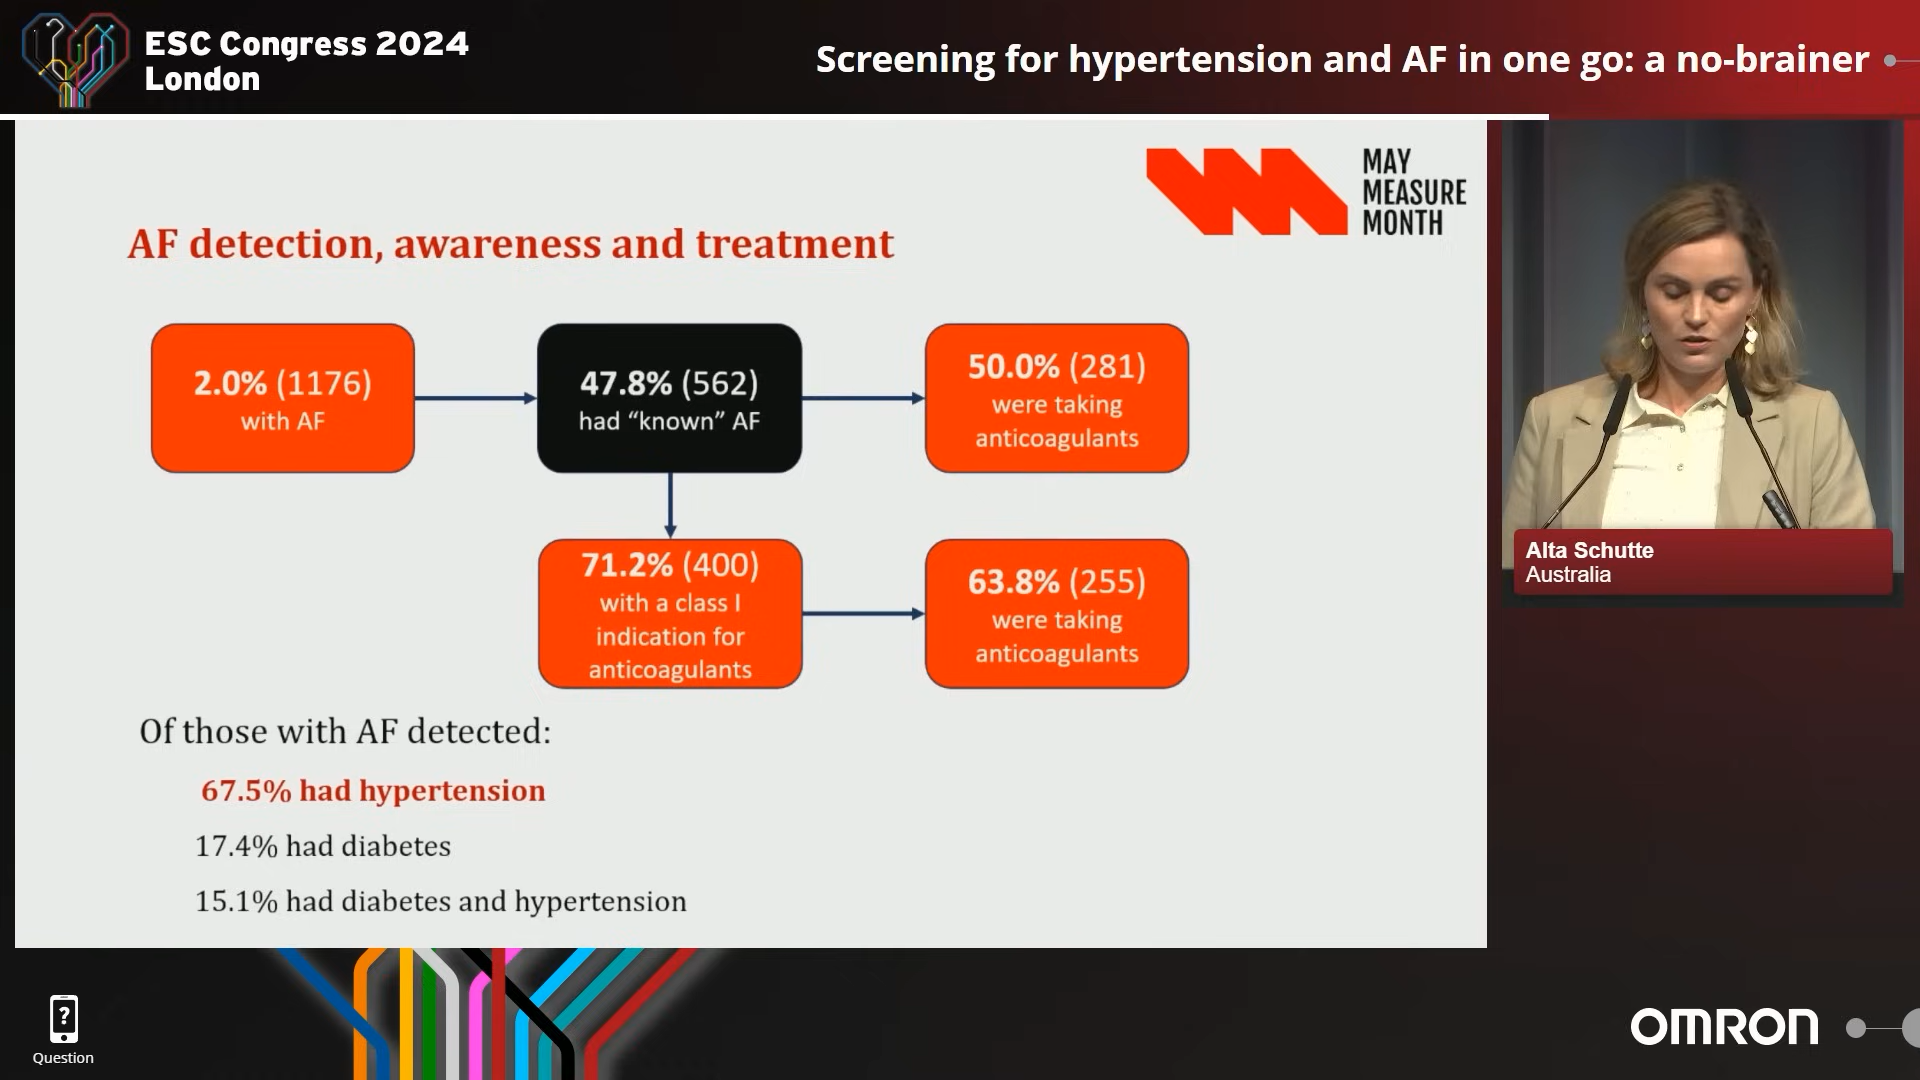 ESC Congress 2024
London
Screening for hypertension and AF in one go: a no-brainer
MAY
MEASURE
MONTH
AF detection, awareness and treatment
2.0% (1176)
with AF
47.8% (562)
had “known” AF
50.0% (281)
were taking
anticoagulants
71.2% (400)
with a class I
indication for
anticoagulants
63.8% (255)
were taking
anticoagulants
Of those with AF detected:
67.5% had hypertension
17.4% had diabetes
15.1% had diabetes and hypertension
Alta Schutte
Australia
?
Question
OMRON